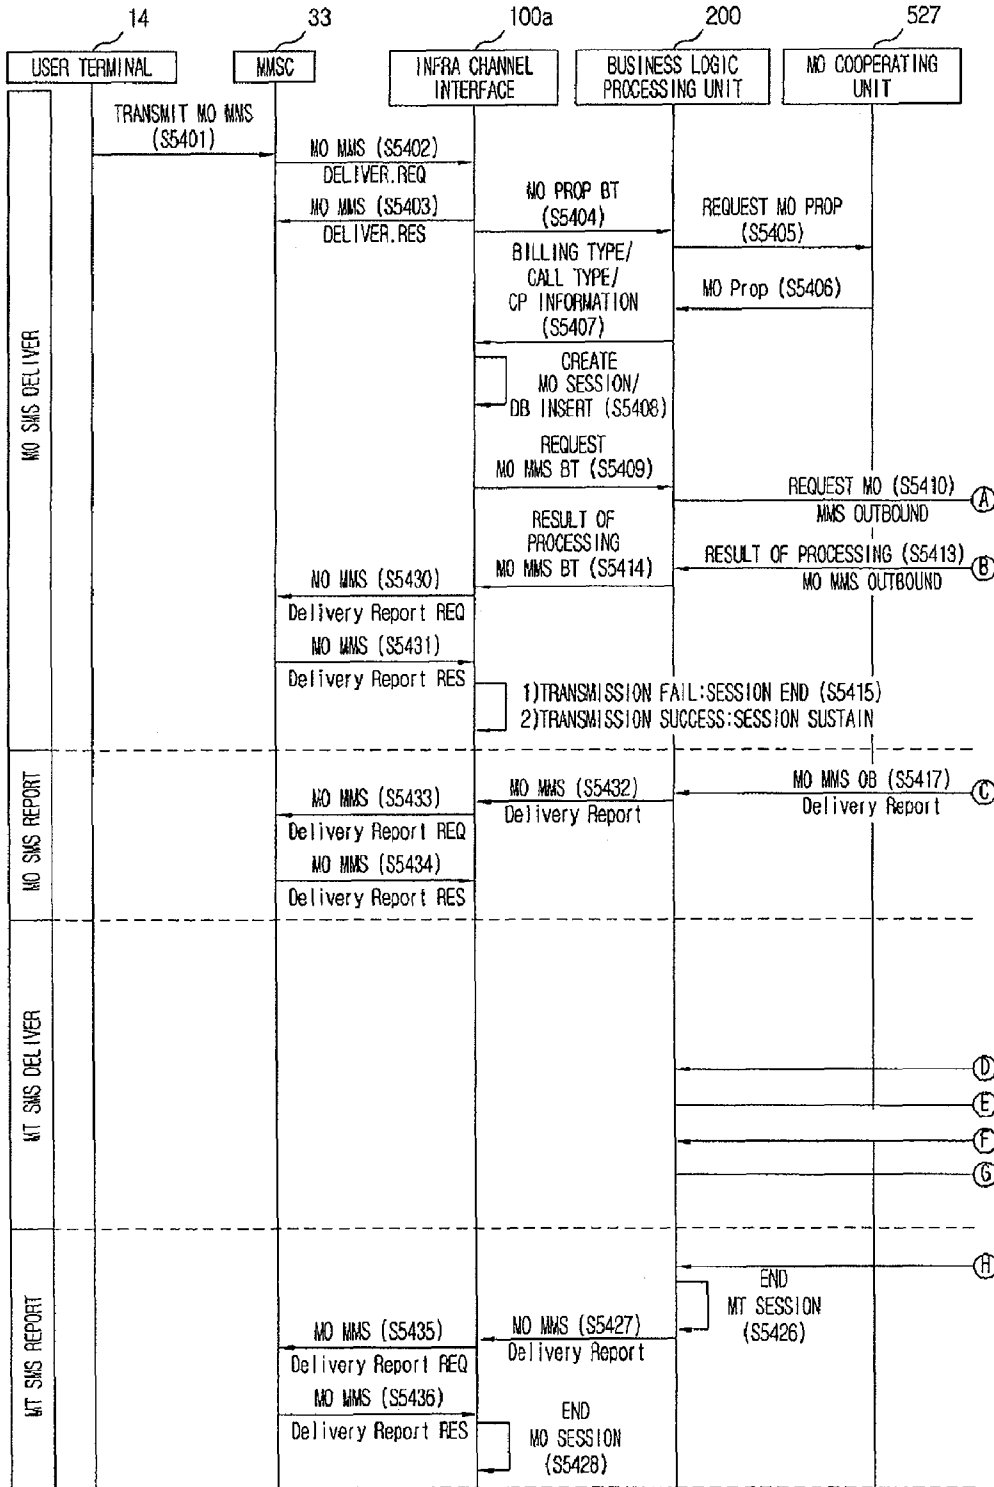 14
33
100a
200
527
USER TERMINAL
MMSC
INFRA CHANNEL
INTERFACE
BUSINESS LOGIC
PROCESSING UNIT
MO COOPERATING
UNIT
MO SMS DELIVER
TRANSMIT MO MMS
(S5401)
MO MMS (S5402)
DELIVER.REQ
MO MMS (S5403)
DELIVER.RES
MO PROP BT
(S5404)
REQUEST MO PROP
(S5405)
MO Prop (S5406)
BILLING TYPE/
CALL TYPE/
CP INFORMATION
(S5407)
CREATE
MO SESSION/
DB INSERT (S5408)
REQUEST
MO MMS BT (S5409)
REQUEST MO (S5410)
MMS OUTBOUND
A
RESULT OF
PROCESSING
MO MMS BT (S5414)
RESULT OF PROCESSING (S5413)
MO MMS OUTBOUND
B
NO MMS (S5430)
Delivery Report REQ
MO MMS (S5431)
Delivery Report RES
1)TRANSMISSION FAIL:SESSION END (S5415)
2)TRANSMISSION SUCCESS:SESSION SUSTAIN
MO SMS REPORT
MO MMS OB (S5417)
Delivery Report
C
MO MMS (S5432)
Delivery Report
MO MMS (S5433)
Delivery Report REQ
MO MMS (S5434)
Delivery Report RES
MT SMS DELIVER
D
E
F
G
MT SMS REPORT
H
END
MT SESSION
(S5426)
NO MMS (S5427)
Delivery Report
MO MMS (S5435)
Delivery Report REQ
MO MMS (S5436)
Delivery Report RES
END
MO SESSION
(S5428)